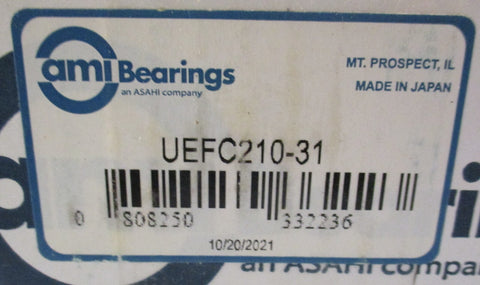 ami Bearings
an ASAHI company
MT. PROSPECT, IL
MADE IN JAPAN
UEFC210-31
0 808250 332236
10/20/2021
an ASAHI compa